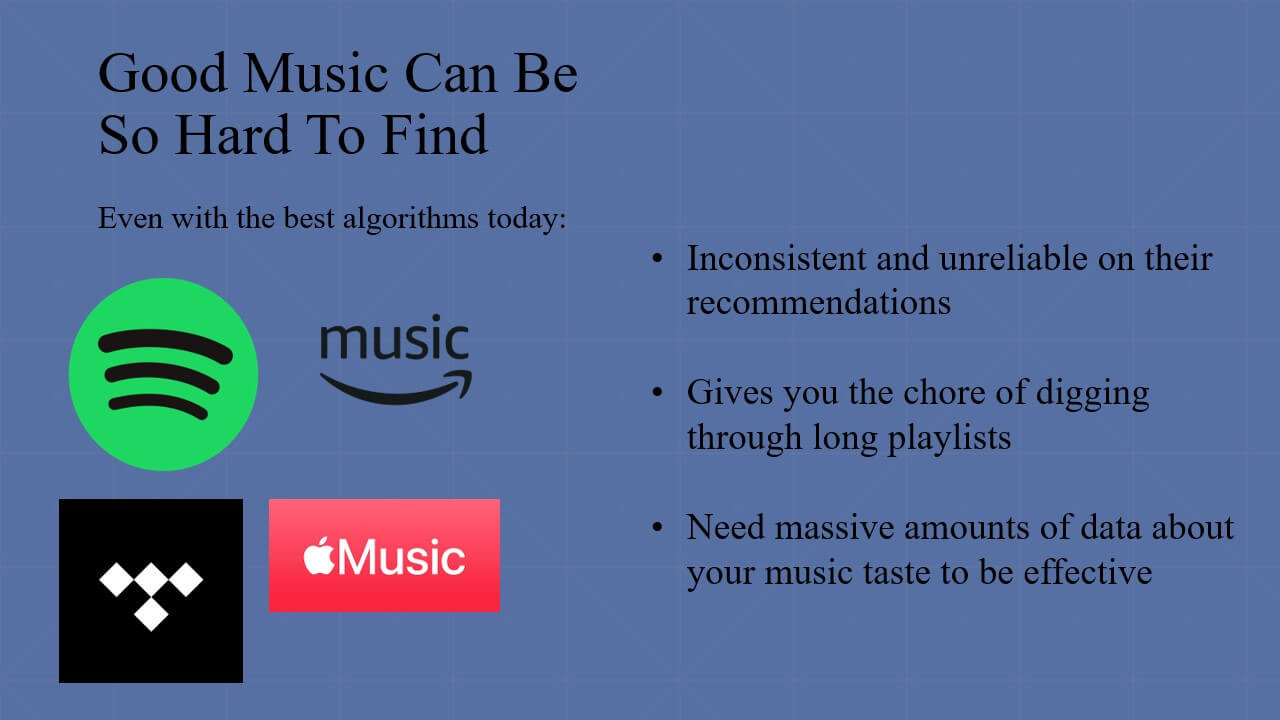 Good Music Can Be
So Hard To Find
Even with the best algorithms today:
music
Music
• Inconsistent and unreliable on their
recommendations
• Gives you the chore of digging
through long playlists
• Need massive amounts of data about
your music taste to be effective